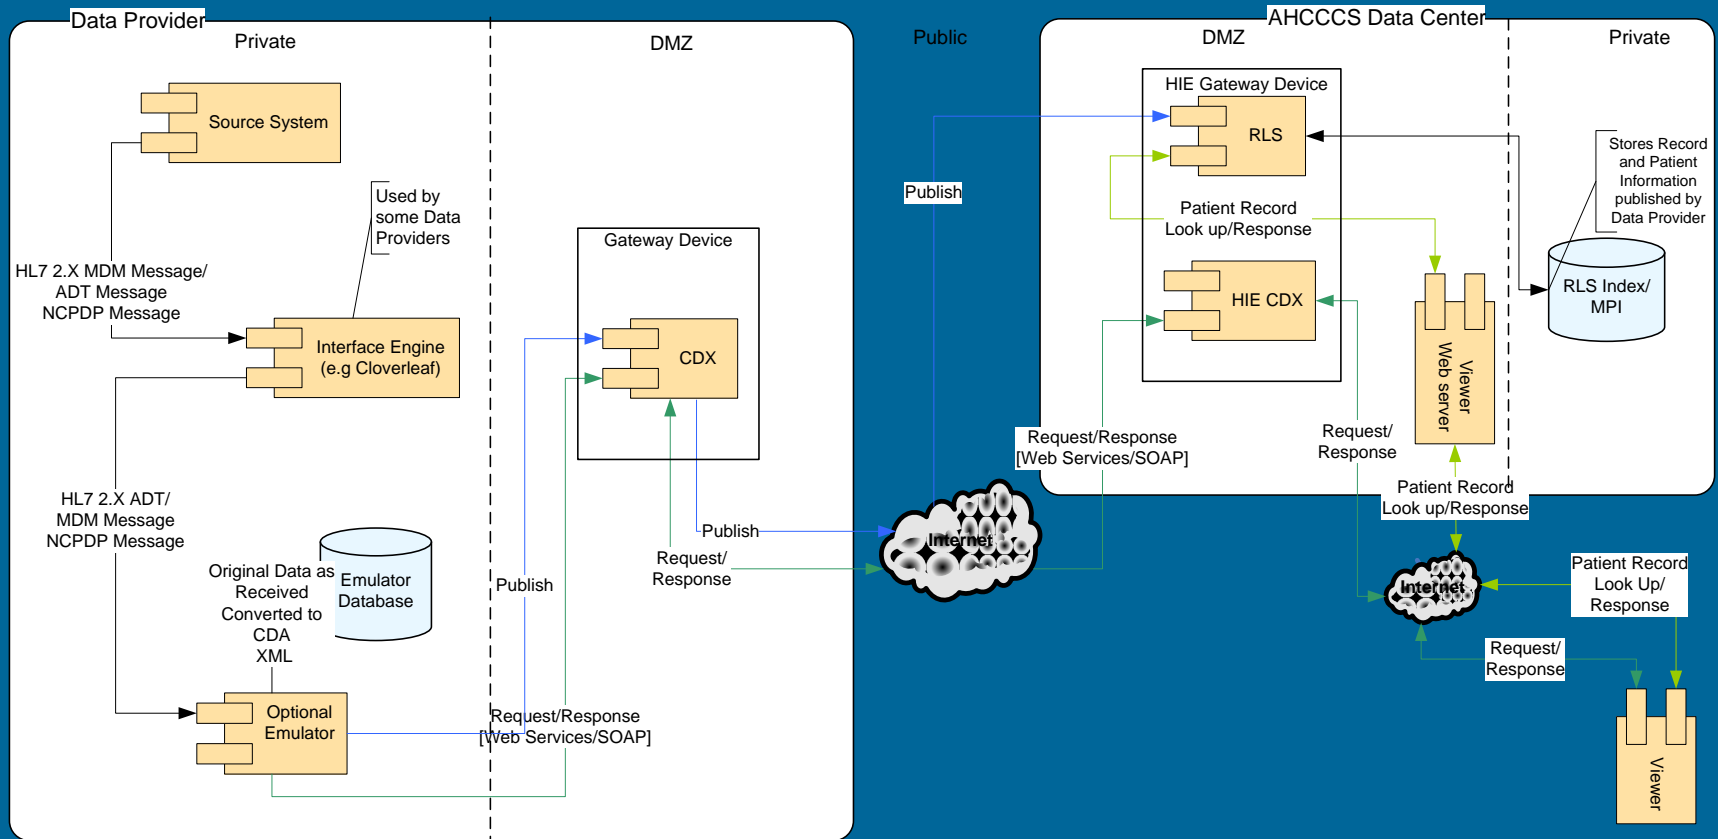 Data Provider
Private
DMZ
Public
AHCCCS Data Center
DMZ
Private
Source System
Used by
some Data
Providers
HL7 2.X MDM Message/
ADT Message
NCPDP Message
Interface Engine
(e.g Cloverleaf)
HL7 2.X ADT/
MDM Message
NCPDP Message
Original Data as
Received
Converted to
CDA
XML
Emulator
Database
Optional
Emulator
Gateway Device
CDX
Publish
Request/Response
[Web Services/SOAP]
Publish
Request/
Response
Internet
Publish
HIE Gateway Device
RLS
Patient Record
Look up/Response
HIE CDX
Request/Response
[Web Services/SOAP]
Request/
Response
Viewer
Web server
Stores Record
and Patient
Information
published by
Data Provider
RLS Index/
MPI
Patient Record
Look up/Response
Internet
Patient Record
Look Up/
Response
Request/
Response
Viewer